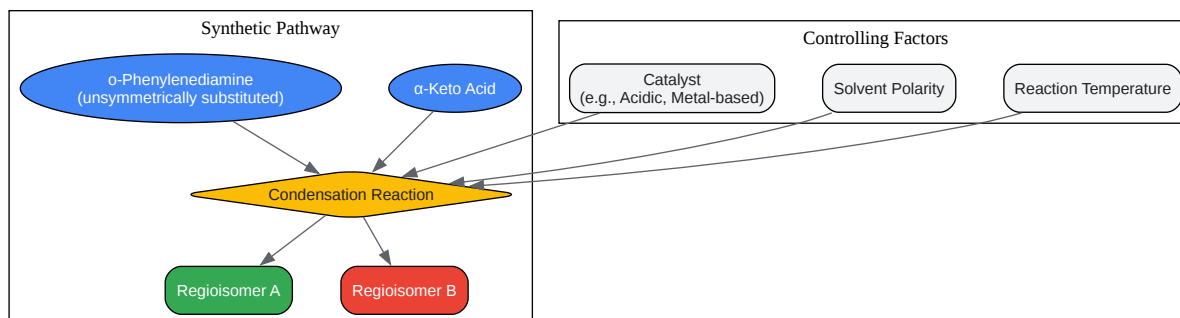 Synthetic Pathway
o-Phenylenediamine
(unsymmetrically substituted)
α-Keto Acid
Condensation Reaction
Regioisomer A
Regioisomer B
Controlling Factors
Catalyst
(e.g., Acidic, Metal-based)
Solvent Polarity
Reaction Temperature